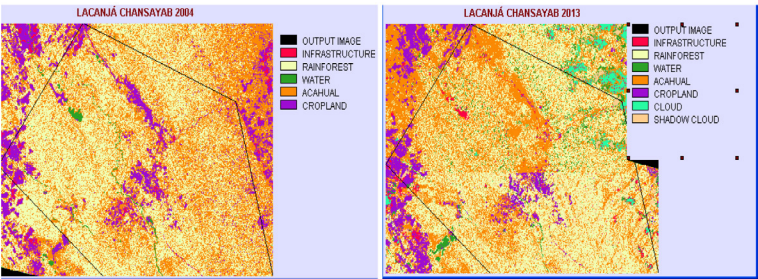 LACANJÁ CHANSAYAB 2004
OUTPUT IMAGE
INFRASTRUCTURE
RAINFOREST
WATER
ACAHUAL
CROPLAND
LACANJÁ CHANSAYAB 2013
OUTPUT IMAGE
INFRASTRUCTURE
RAINFOREST
WATER
ACAHUAL
CROPLAND
CLOUD
SHADOW CLOUD